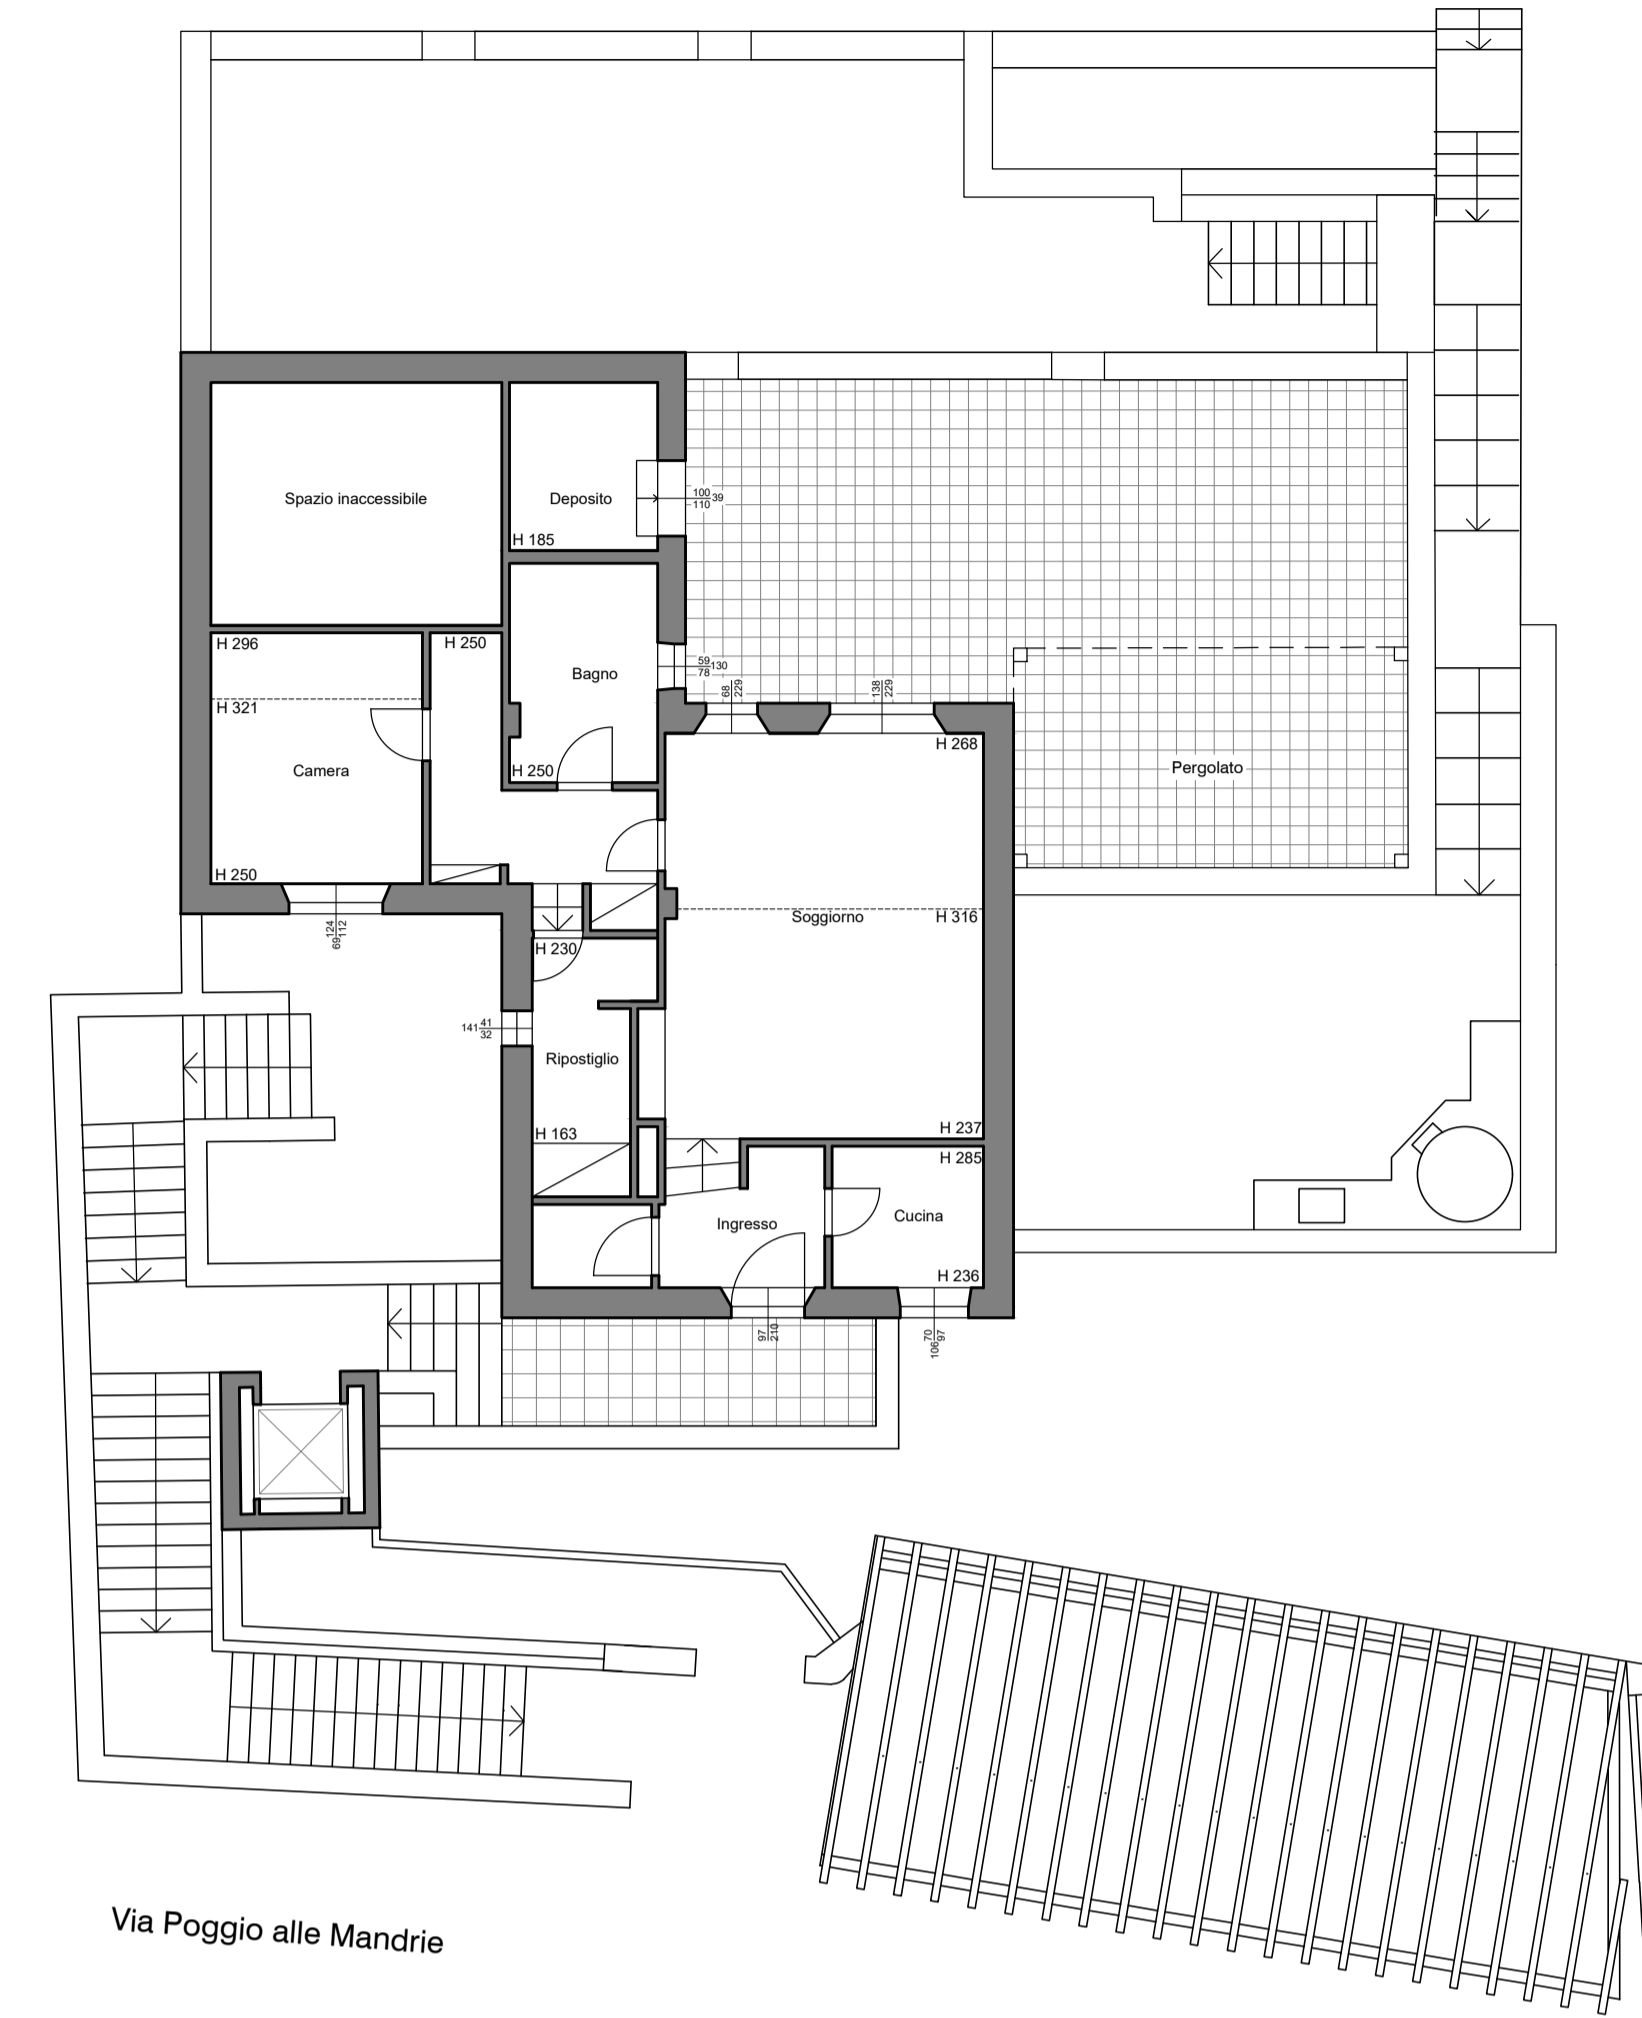 Spazio inaccessibile
Deposito
100
110
39
H 185
H 296
H 250
Bagno
59
78
130
68
229
138
229
H 321
H 268
Camera
H 250
Pergolato
H 250
Soggiorno
H 316
124
112
69
H 230
141
41
32
Ripostiglio
H 163
H 237
H 285
Ingresso
Cucina
H 236
97
210
70
97
106
Via Poggio alle Mandrie